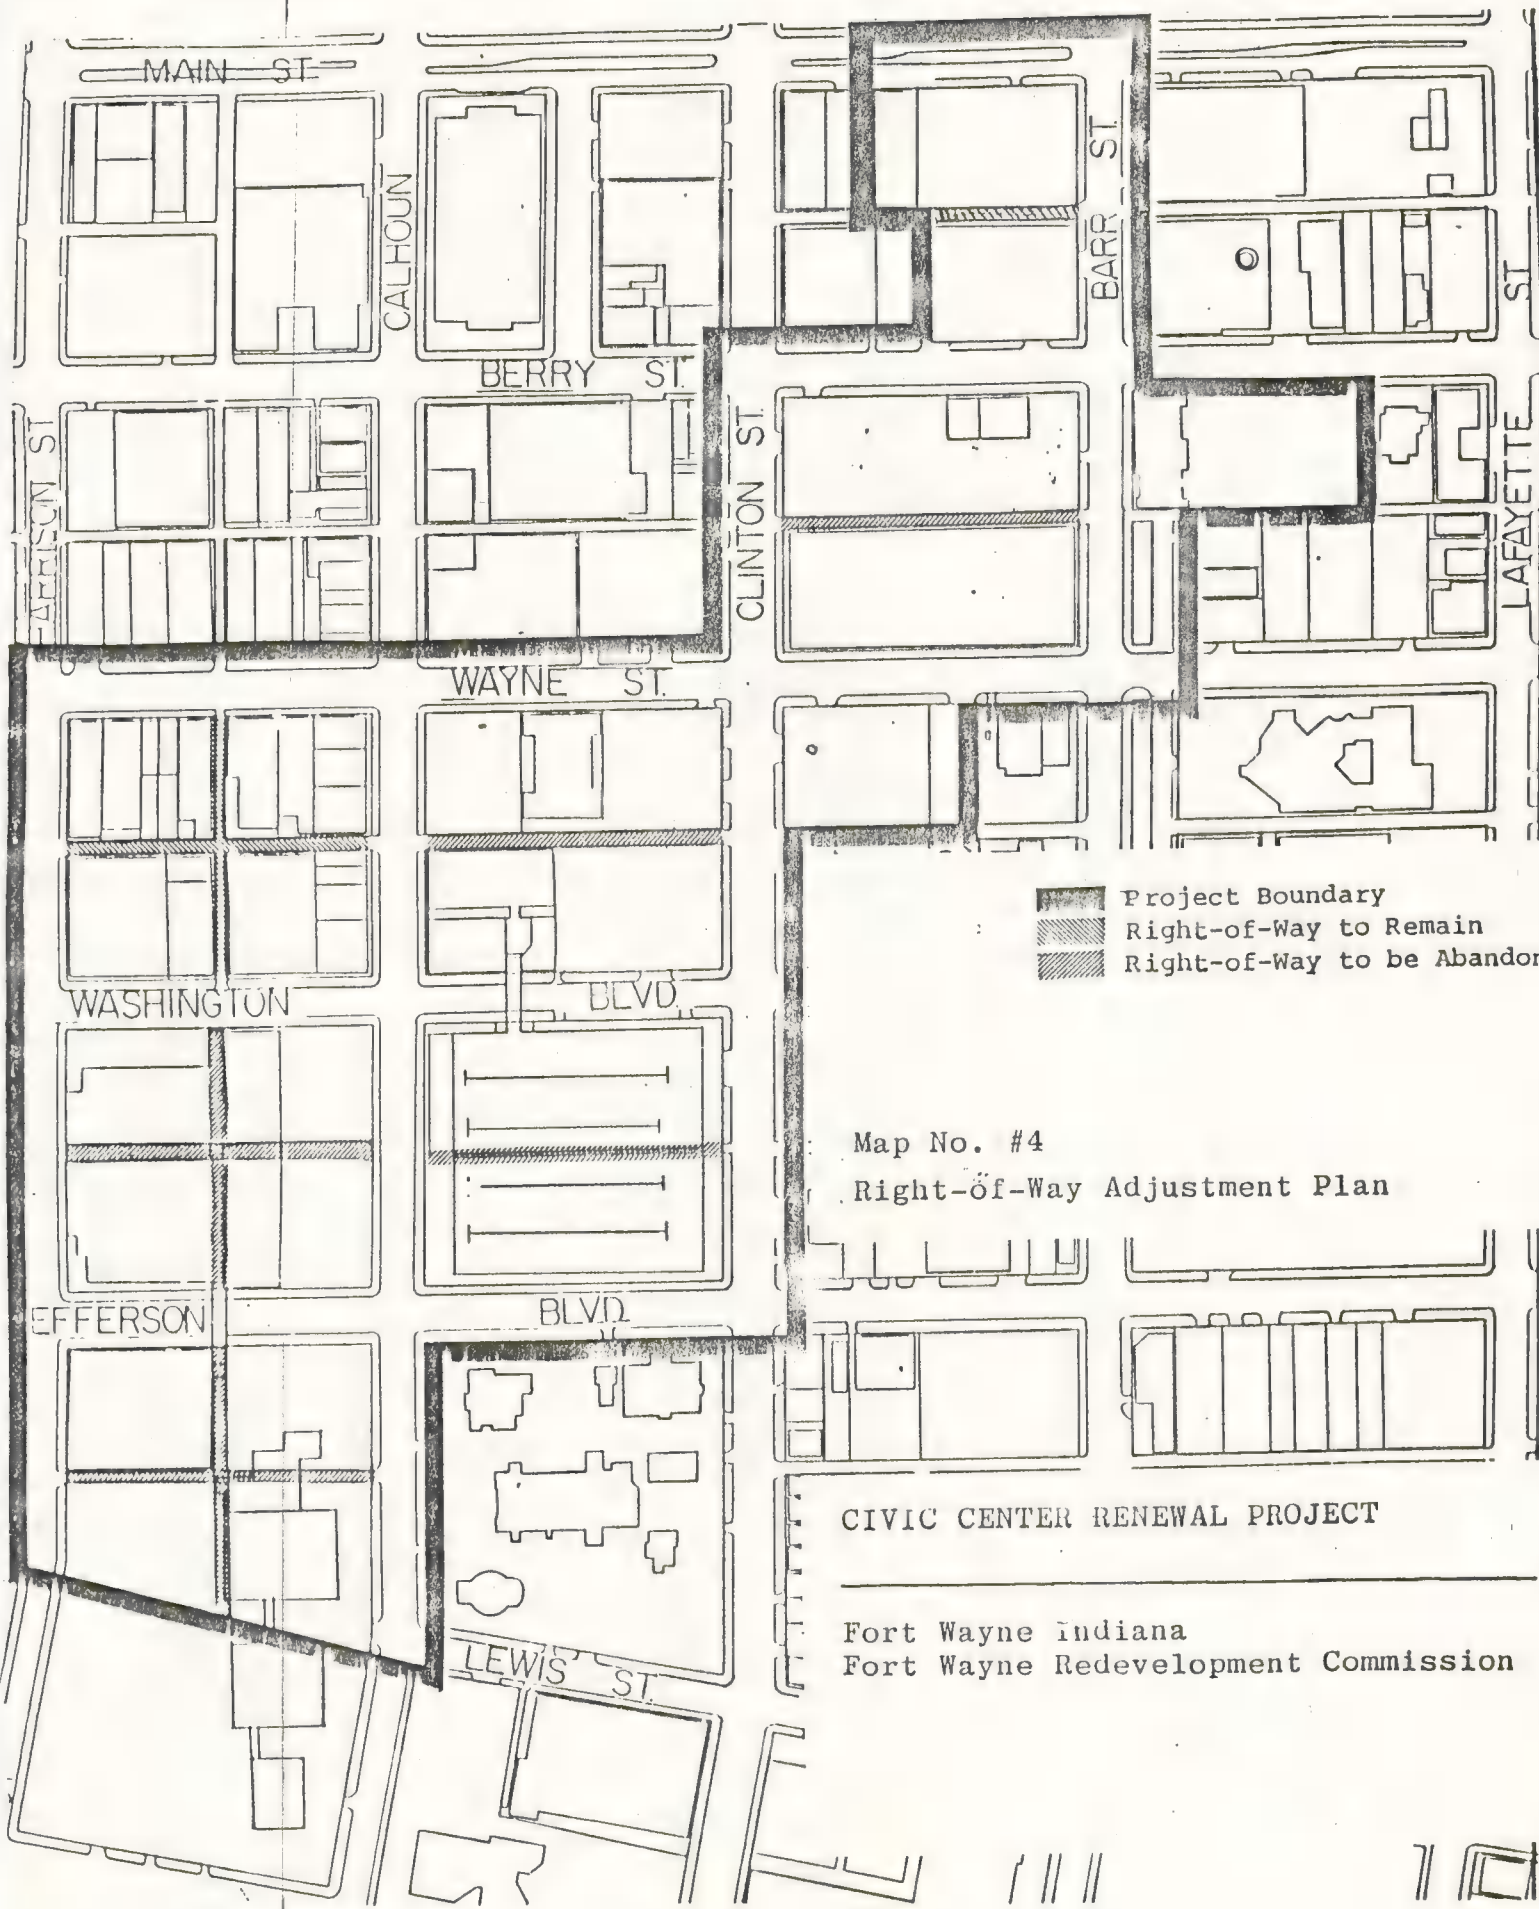 MAIN ST
CALHOUN
BARR ST.
ST
BERRY ST.
HARRISON ST
CLINTON ST.
LAFAYETTE
WAYNE ST.
Project Boundary
Right-of-Way to Remain
Right-of-Way to be Abandon
WASHINGTON BLVD.
Map No. #4
Right-of-Way Adjustment Plan
EFFERSON BLVD.
CIVIC CENTER RENEWAL PROJECT
Fort Wayne Indiana
Fort Wayne Redevelopment Commission
LEWIS ST.